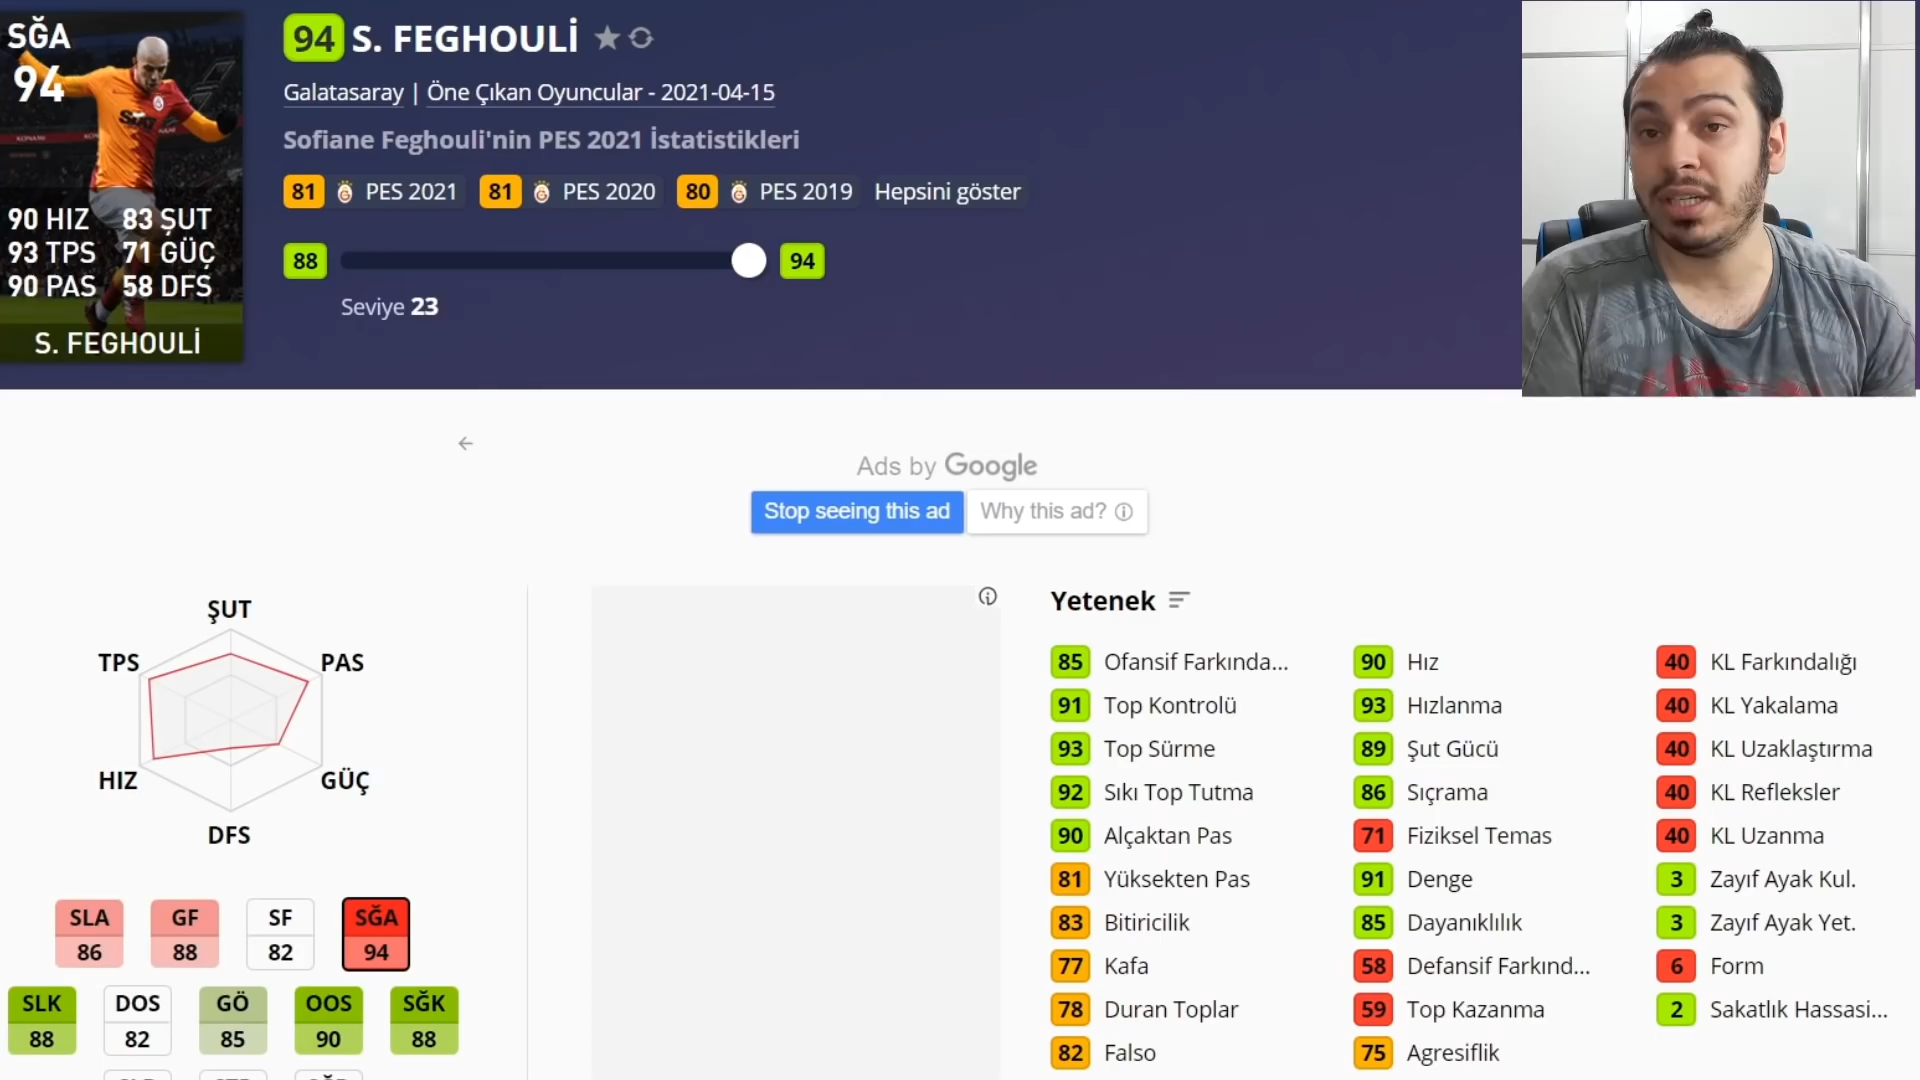 SĞA
94
90 HIZ 83 ŞUT
93 TPS 71 GÜÇ
90 PAS 58 DFS
S. FEGHOULİ
94 S. FEGHOULİ
Galatasaray | Öne Çıkan Oyuncular - 2021-04-15
Sofiane Feghouli'nin PES 2021 İstatistikleri
81 PES 2021 81 PES 2020 80 PES 2019 Hepsini göster
88 94
Seviye 23
Ads by Google
Stop seeing this ad Why this ad?
ŞUT
TPS PAS
HIZ GÜÇ
DFS
SLA GF SF SĞA
86 88 82 94
SLK DOS GÖ OOS SĞK
88 82 85 90 88
Yetenek
85 Ofansif Farkında... 90 Hız 40 KL Farkındalığı
91 Top Kontrolü 93 Hızlanma 40 KL Yakalama
93 Top Sürme 89 Şut Gücü 40 KL Uzaklaştırma
92 Sıkı Top Tutma 86 Sıçrama 40 KL Refleksler
90 Alçaktan Pas 71 Fiziksel Temas 40 KL Uzanma
81 Yüksekten Pas 91 Denge 3 Zayıf Ayak Kul.
83 Bitiricilik 85 Dayanıklılık 3 Zayıf Ayak Yet.
77 Kafa 58 Defansif Farkınd... 6 Form
78 Duran Toplar 59 Top Kazanma 2 Sakatlık Hassasi...
82 Falso 75 Agresiflik